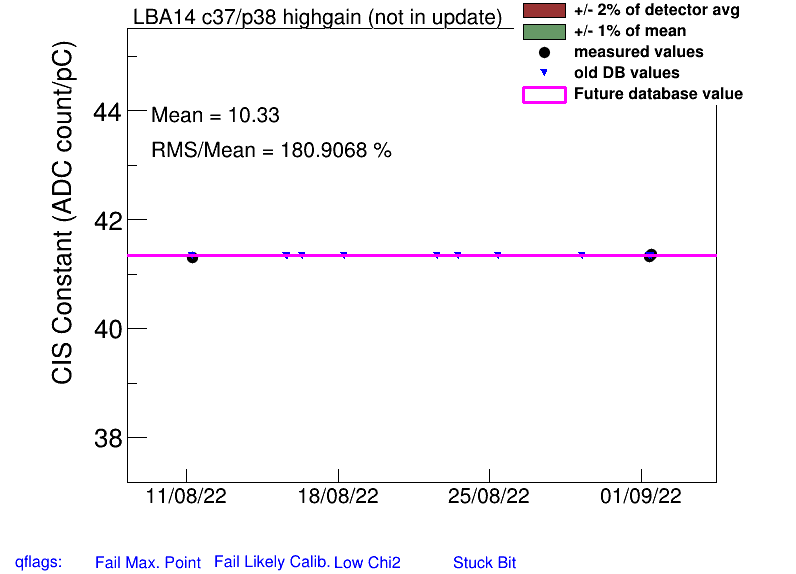 LBA14 c37/p38 highgain (not in update)
+/- 2% of detector avg
+/- 1% of mean
measured values
old DB values
Future database value
Mean = 10.33
RMS/Mean = 180.9068 %
CIS Constant (ADC count/pC)
44
42
40
38
11/08/22 18/08/22 25/08/22 01/09/22
qflags: Fail Max. Point Fail Likely Calib. Low Chi2 Stuck Bit